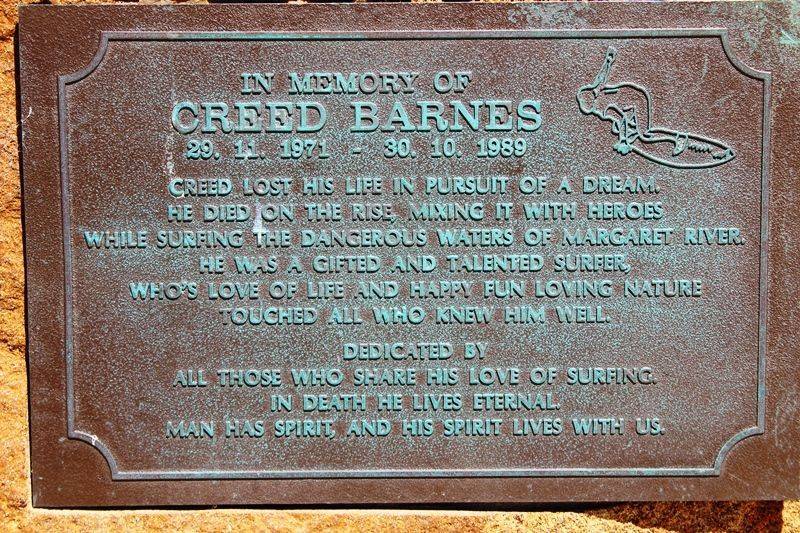 IN MEMORY OF
CREED BARNES
29. 11. 1971 - 30. 10. 1989
CREED LOST HIS LIFE IN PURSUIT OF A DREAM.
HE DIED ON THE RISE, MIXING IT WITH HEROES
WHILE SURFING THE DANGEROUS WATERS OF MARGARET RIVER.
HE WAS A GIFTED AND TALENTED SURFER,
WHO'S LOVE OF LIFE AND HAPPY FUN LOVING NATURE
TOUCHED ALL WHO KNEW HIM WELL.
DEDICATED BY
ALL THOSE WHO SHARE HIS LOVE OF SURFING.
IN DEATH HE LIVES ETERNAL.
MAN HAS SPIRIT, AND HIS SPIRIT LIVES WITH US.